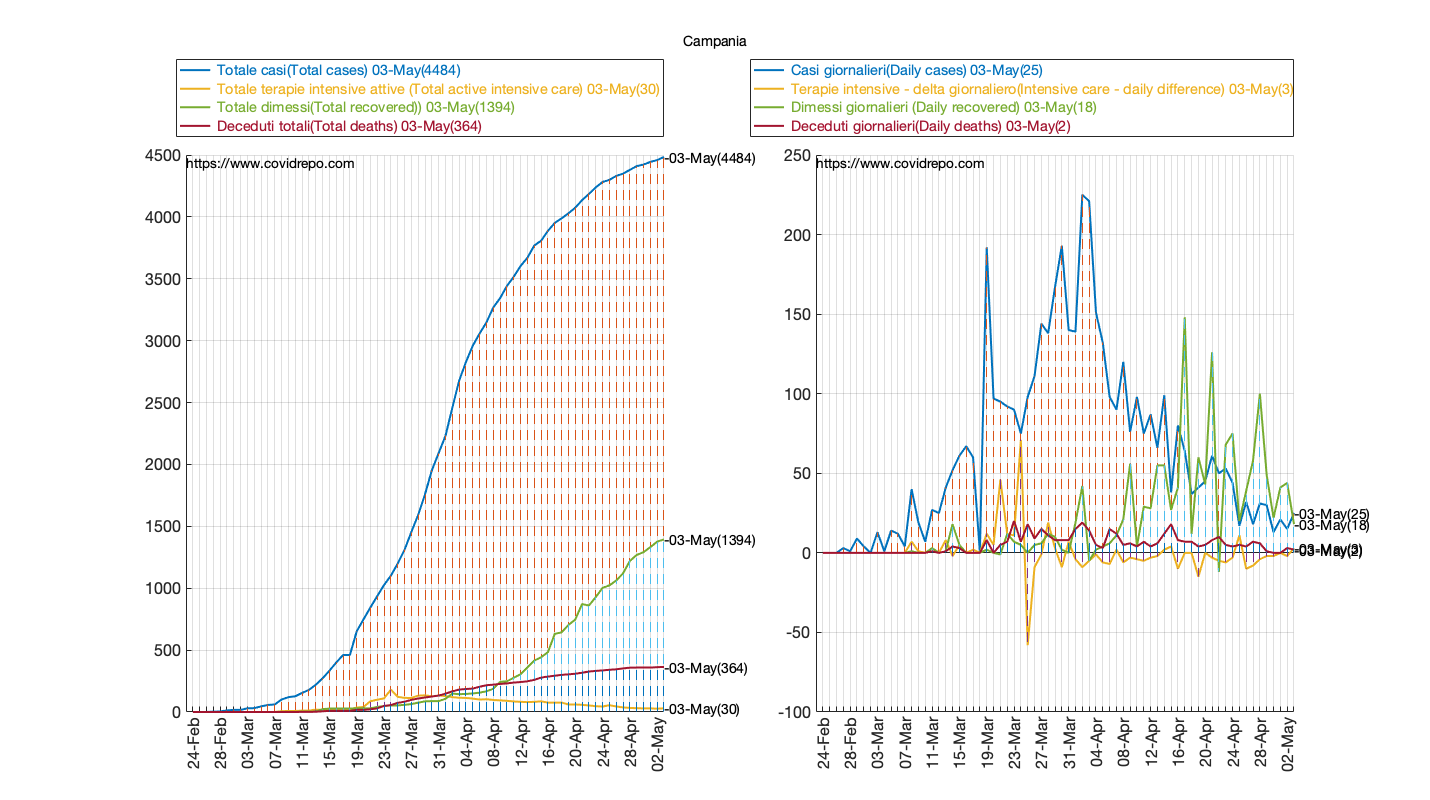 Campania
Totale casi(Total cases) 03-May(4484)
Totale terapie intensive attive (Total active intensive care) 03-May(30)
Totale dimessi(Total recovered)) 03-May(1394)
Deceduti totali(Total deaths) 03-May(364)
Casi giornalieri(Daily cases) 03-May(25)
Terapie intensive - delta giornaliero(Intensive care - daily difference) 03-May(3)
Dimessi giornalieri (Daily recovered) 03-May(18)
Deceduti giornalieri(Daily deaths) 03-May(2)
https://www.covidrepo.com
4500
4000
3500
3000
2500
2000
1500
1000
500
0
-03-May(4484)
-03-May(1394)
-03-May(364)
-03-May(30)
24-Feb
28-Feb
03-Mar
07-Mar
11-Mar
15-Mar
19-Mar
23-Mar
27-Mar
31-Mar
04-Apr
08-Apr
12-Apr
16-Apr
20-Apr
24-Apr
28-Apr
02-May
https://www.covidrepo.com
250
200
150
100
50
0
-50
-100
-03-May(25)
-03-May(18)
24-Feb
28-Feb
03-Mar
07-Mar
11-Mar
15-Mar
19-Mar
23-Mar
27-Mar
31-Mar
04-Apr
08-Apr
12-Apr
16-Apr
20-Apr
24-Apr
28-Apr
02-May